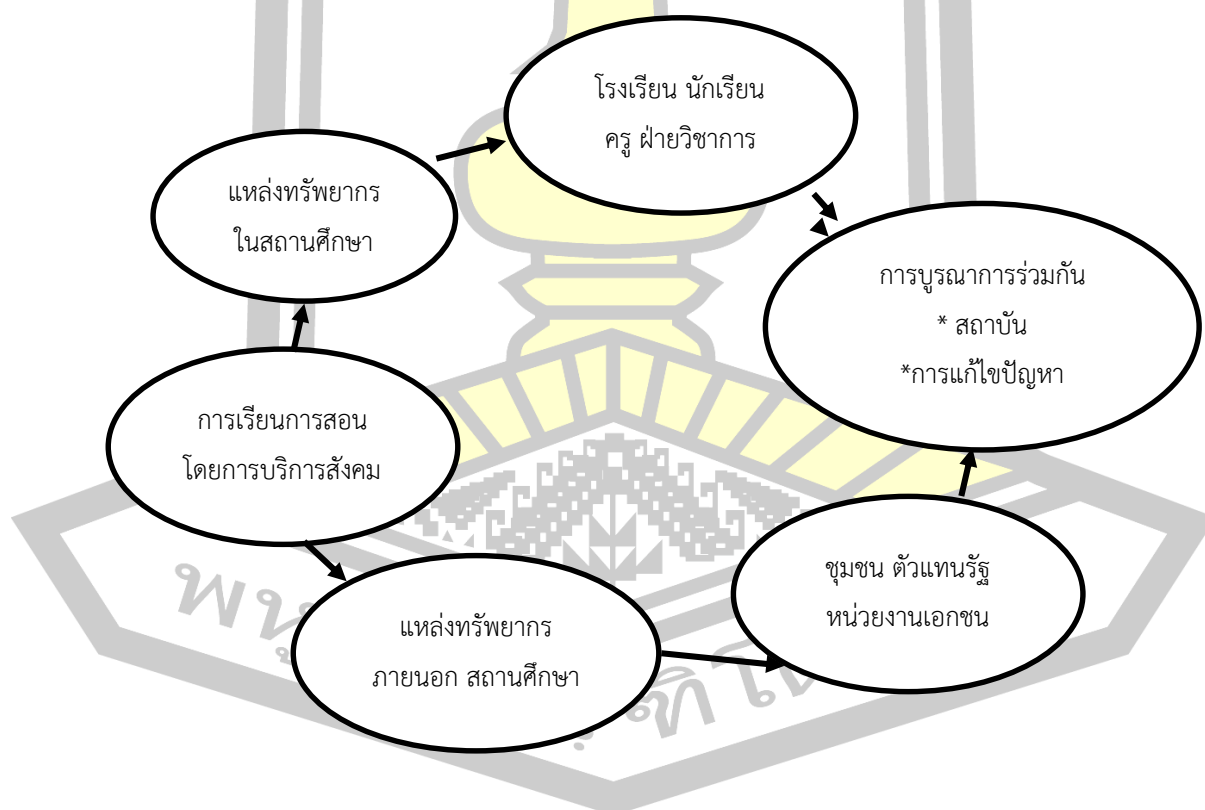 โรงเรียน นักเรียน
ครู ฝ่ายวิชาการ
แหล่งทรัพยากร
ในสถานศึกษา
การบูรณาการร่วมกัน
* สถาบัน
*การแก้ไขปัญหา
การเรียนการสอน
โดยการบริการสังคม
ชุมชน ตัวแทนรัฐ
หน่วยงานเอกชน
แหล่งทรัพยากร
ภายนอก สถานศึกษา